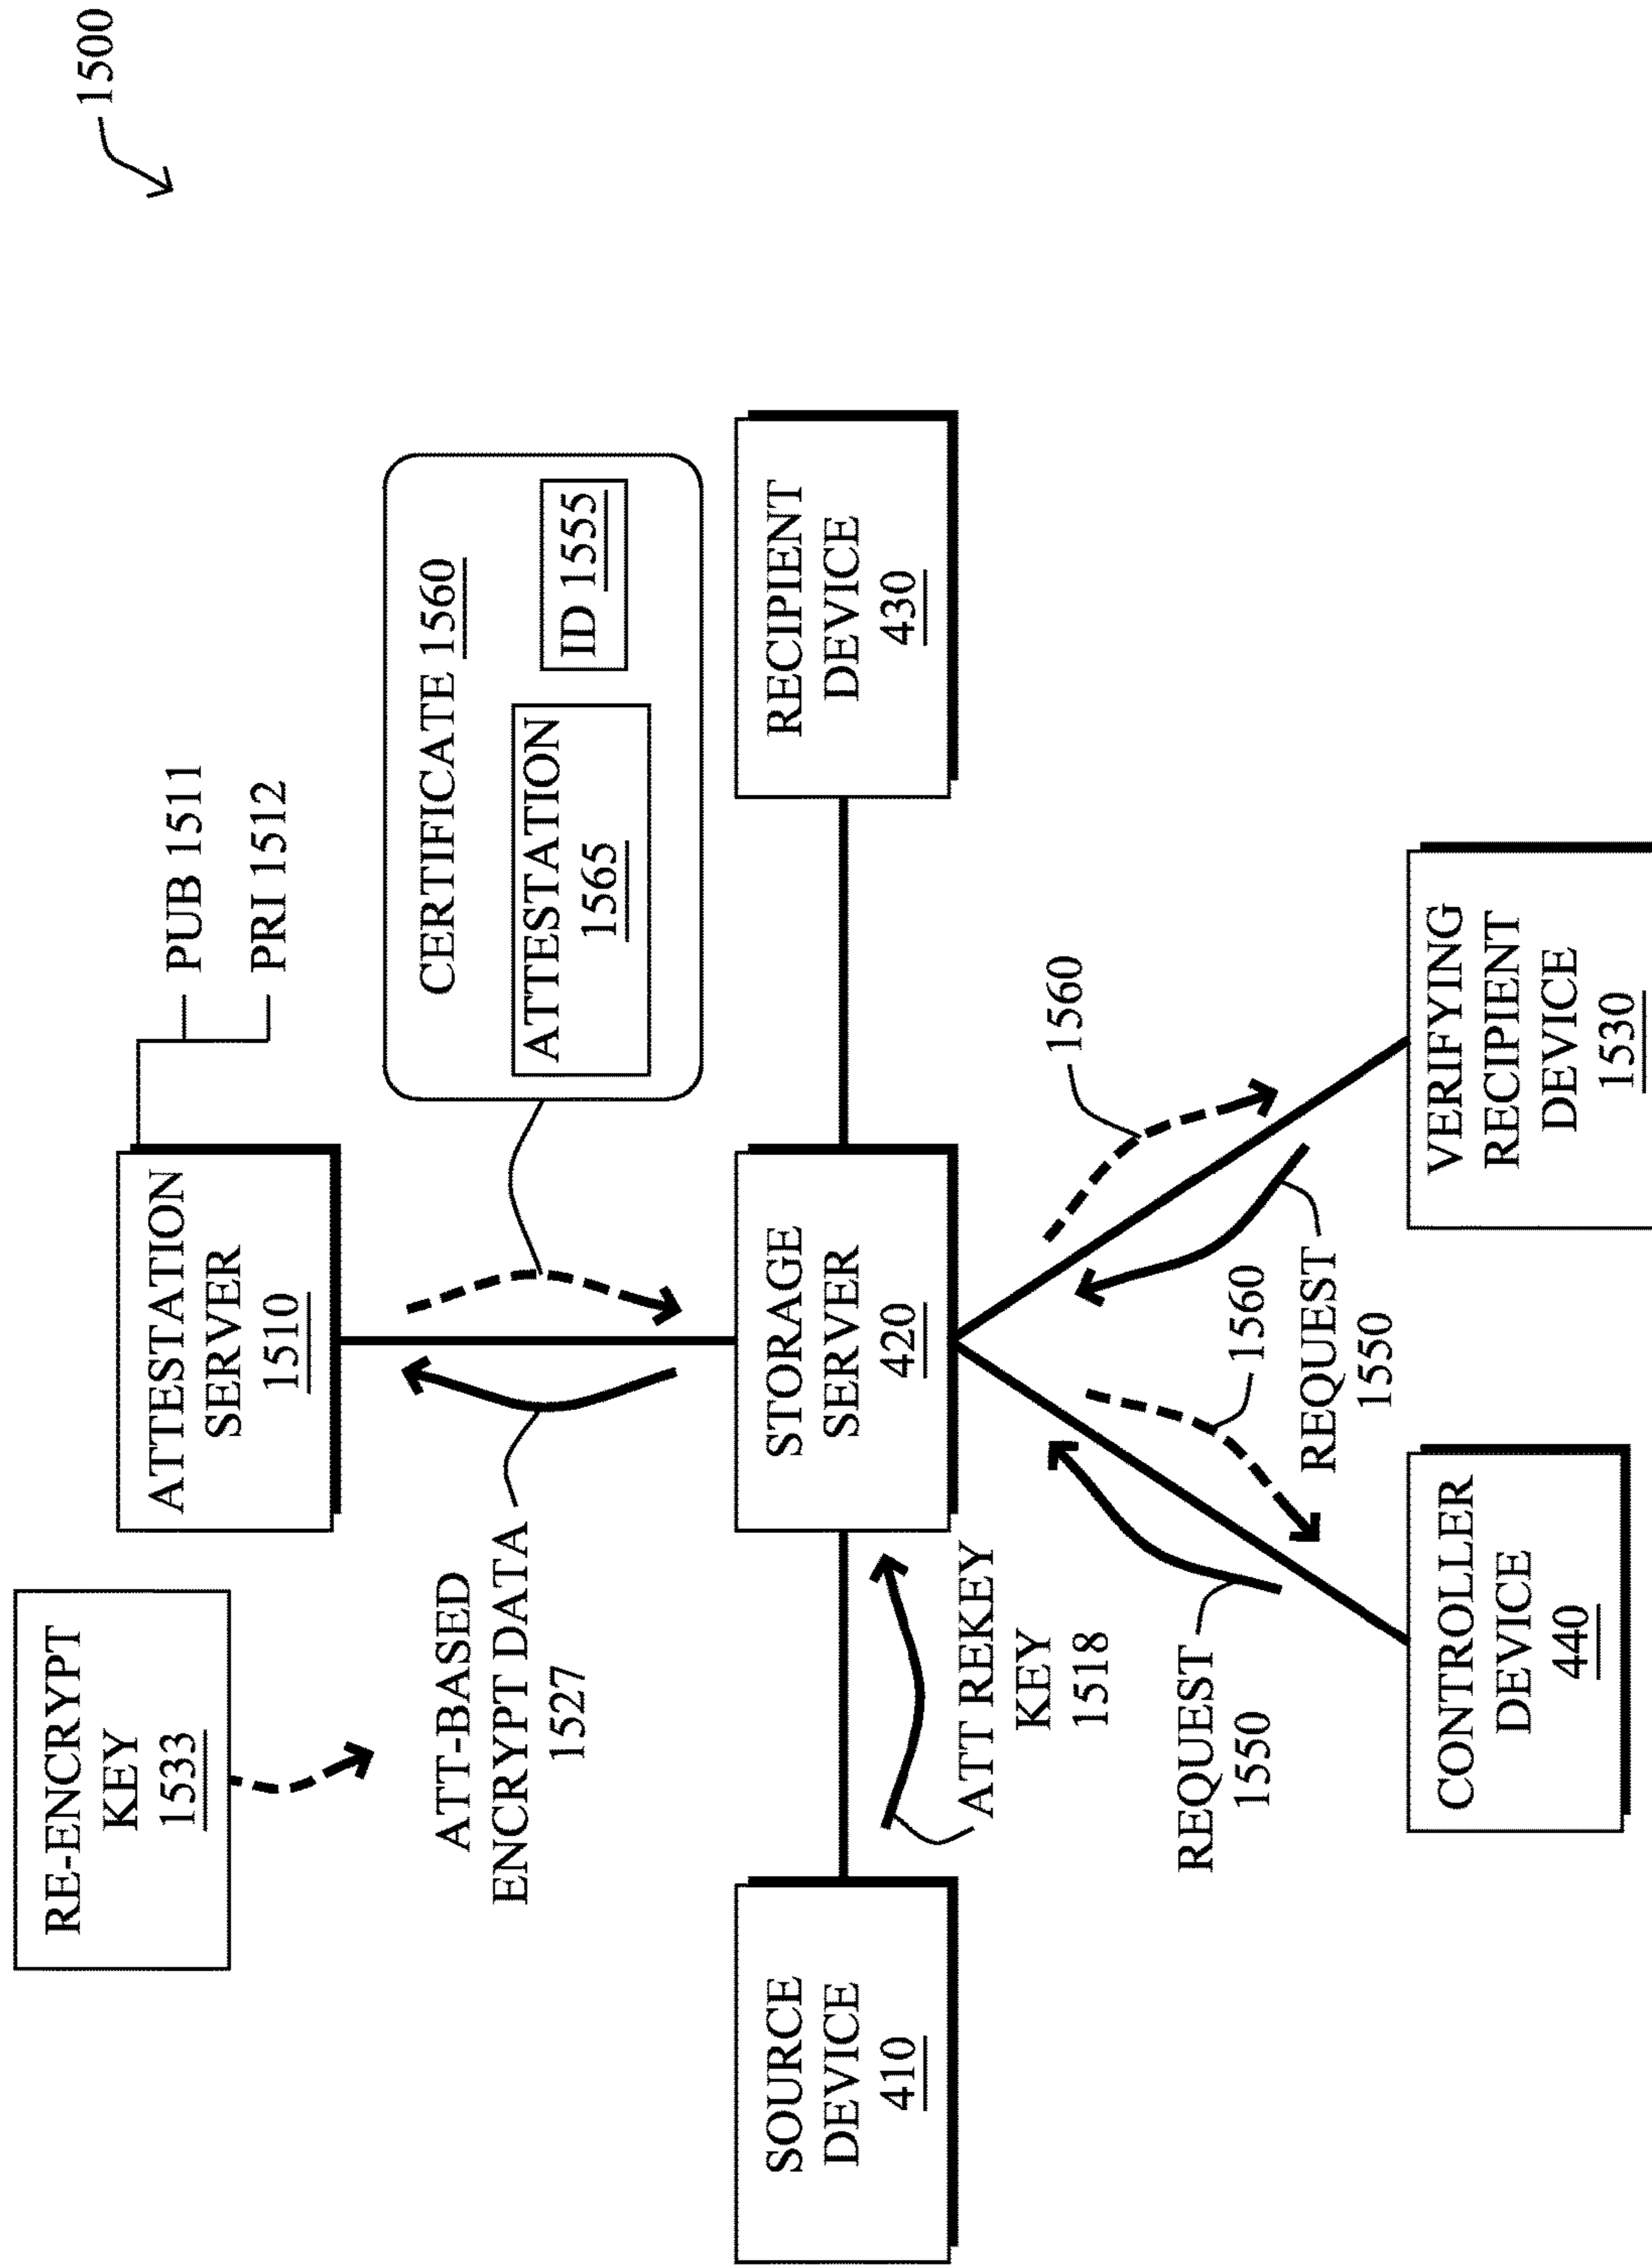 1500
RE-ENCRYPT
KEY
1533
ATTESTATION
SERVER
1510
PUB 1511
PRI 1512
ATT-BASED
ENCRYPT DATA
1527
CERTIFICATE 1560
ATTESTATION
1565
ID 1555
SOURCE
DEVICE
410
STORAGE
SERVER
420
RECIPIENT
DEVICE
430
ATT REKEY
KEY
1518
REQUEST
1550
1560
REQUEST
1550
1560
CONTROLLER
DEVICE
440
VERIFYING
RECIPIENT
DEVICE
1530